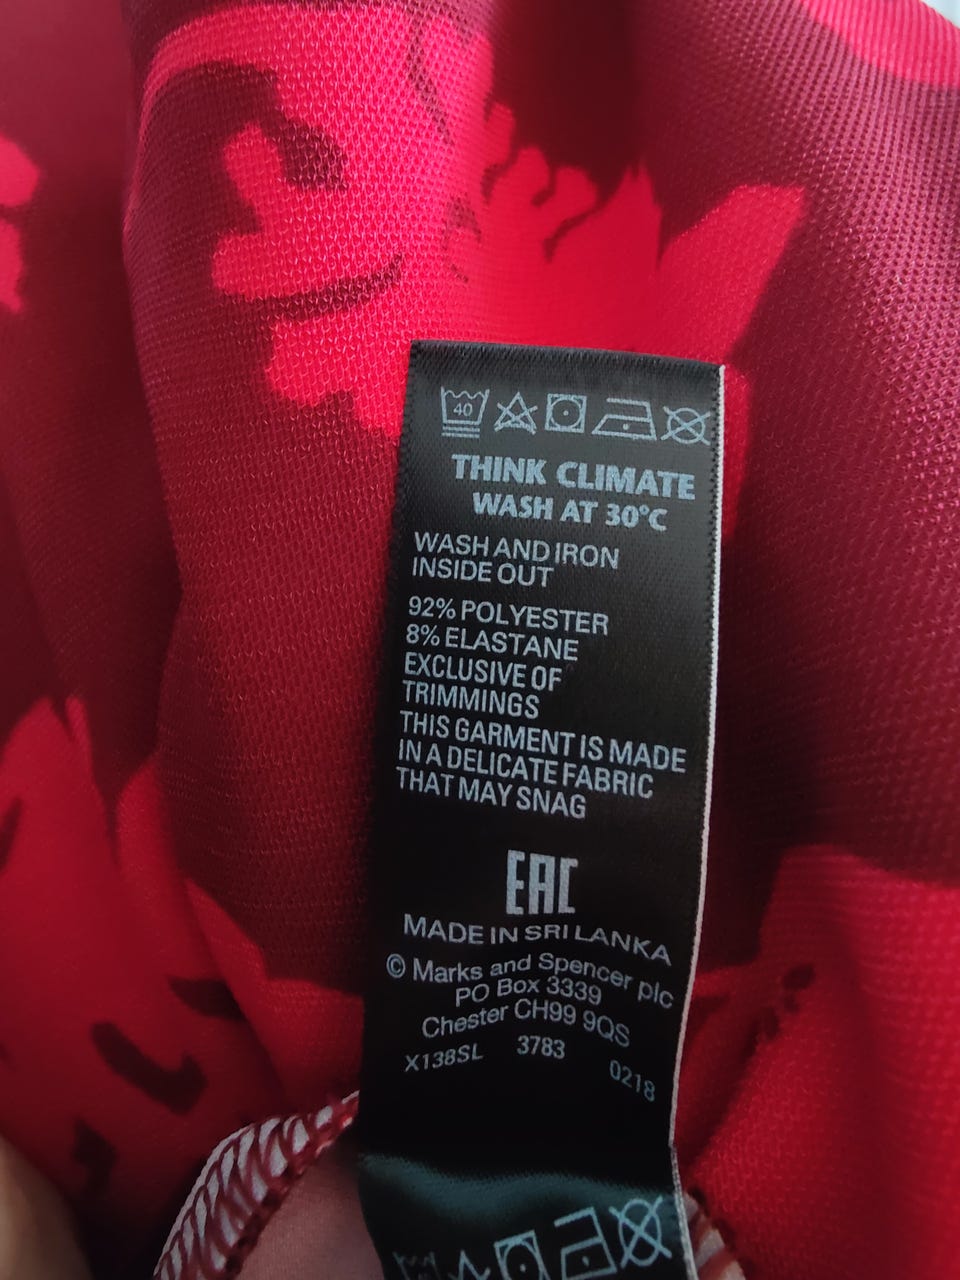 40
THINK CLIMATE
WASH AT 30°C
WASH AND IRON
INSIDE OUT
92% POLYESTER
8% ELASTANE
EXCLUSIVE OF
TRIMMINGS
THIS GARMENT IS MADE
IN A DELICATE FABRIC
THAT MAY SNAG
EAC
MADE IN SRI LANKA
© Marks and Spencer plc
PO Box 3339
Chester CH99 9QS
X138SL 3783 0218